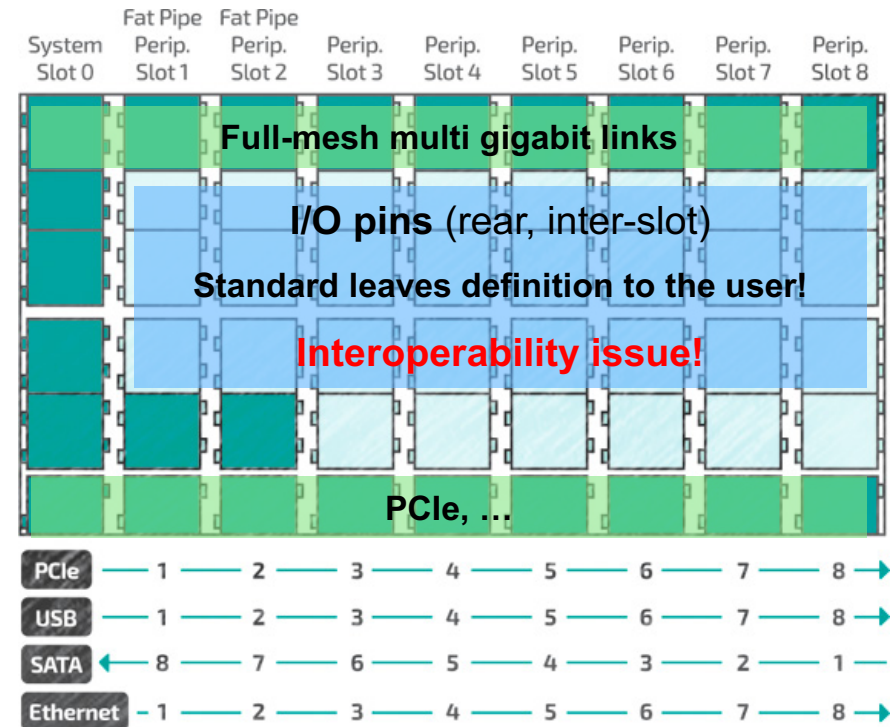 Fat Pipe Fat Pipe
System Perip. Perip. Perip. Perip. Perip. Perip. Perip. Perip.
Slot 0 Slot 1 Slot 2 Slot 3 Slot 4 Slot 5 Slot 6 Slot 7 Slot 8
Full-mesh multi gigabit links
I/O pins (rear, inter-slot)
Standard leaves definition to the user!
Interoperability issue!
PCIe, ...
PCIe 1 2 3 4 5 6 7 8
USB 1 2 3 4 5 6 7 8
SATA 8 7 6 5 4 3 2 1
Ethernet 1 2 3 4 5 6 7 8